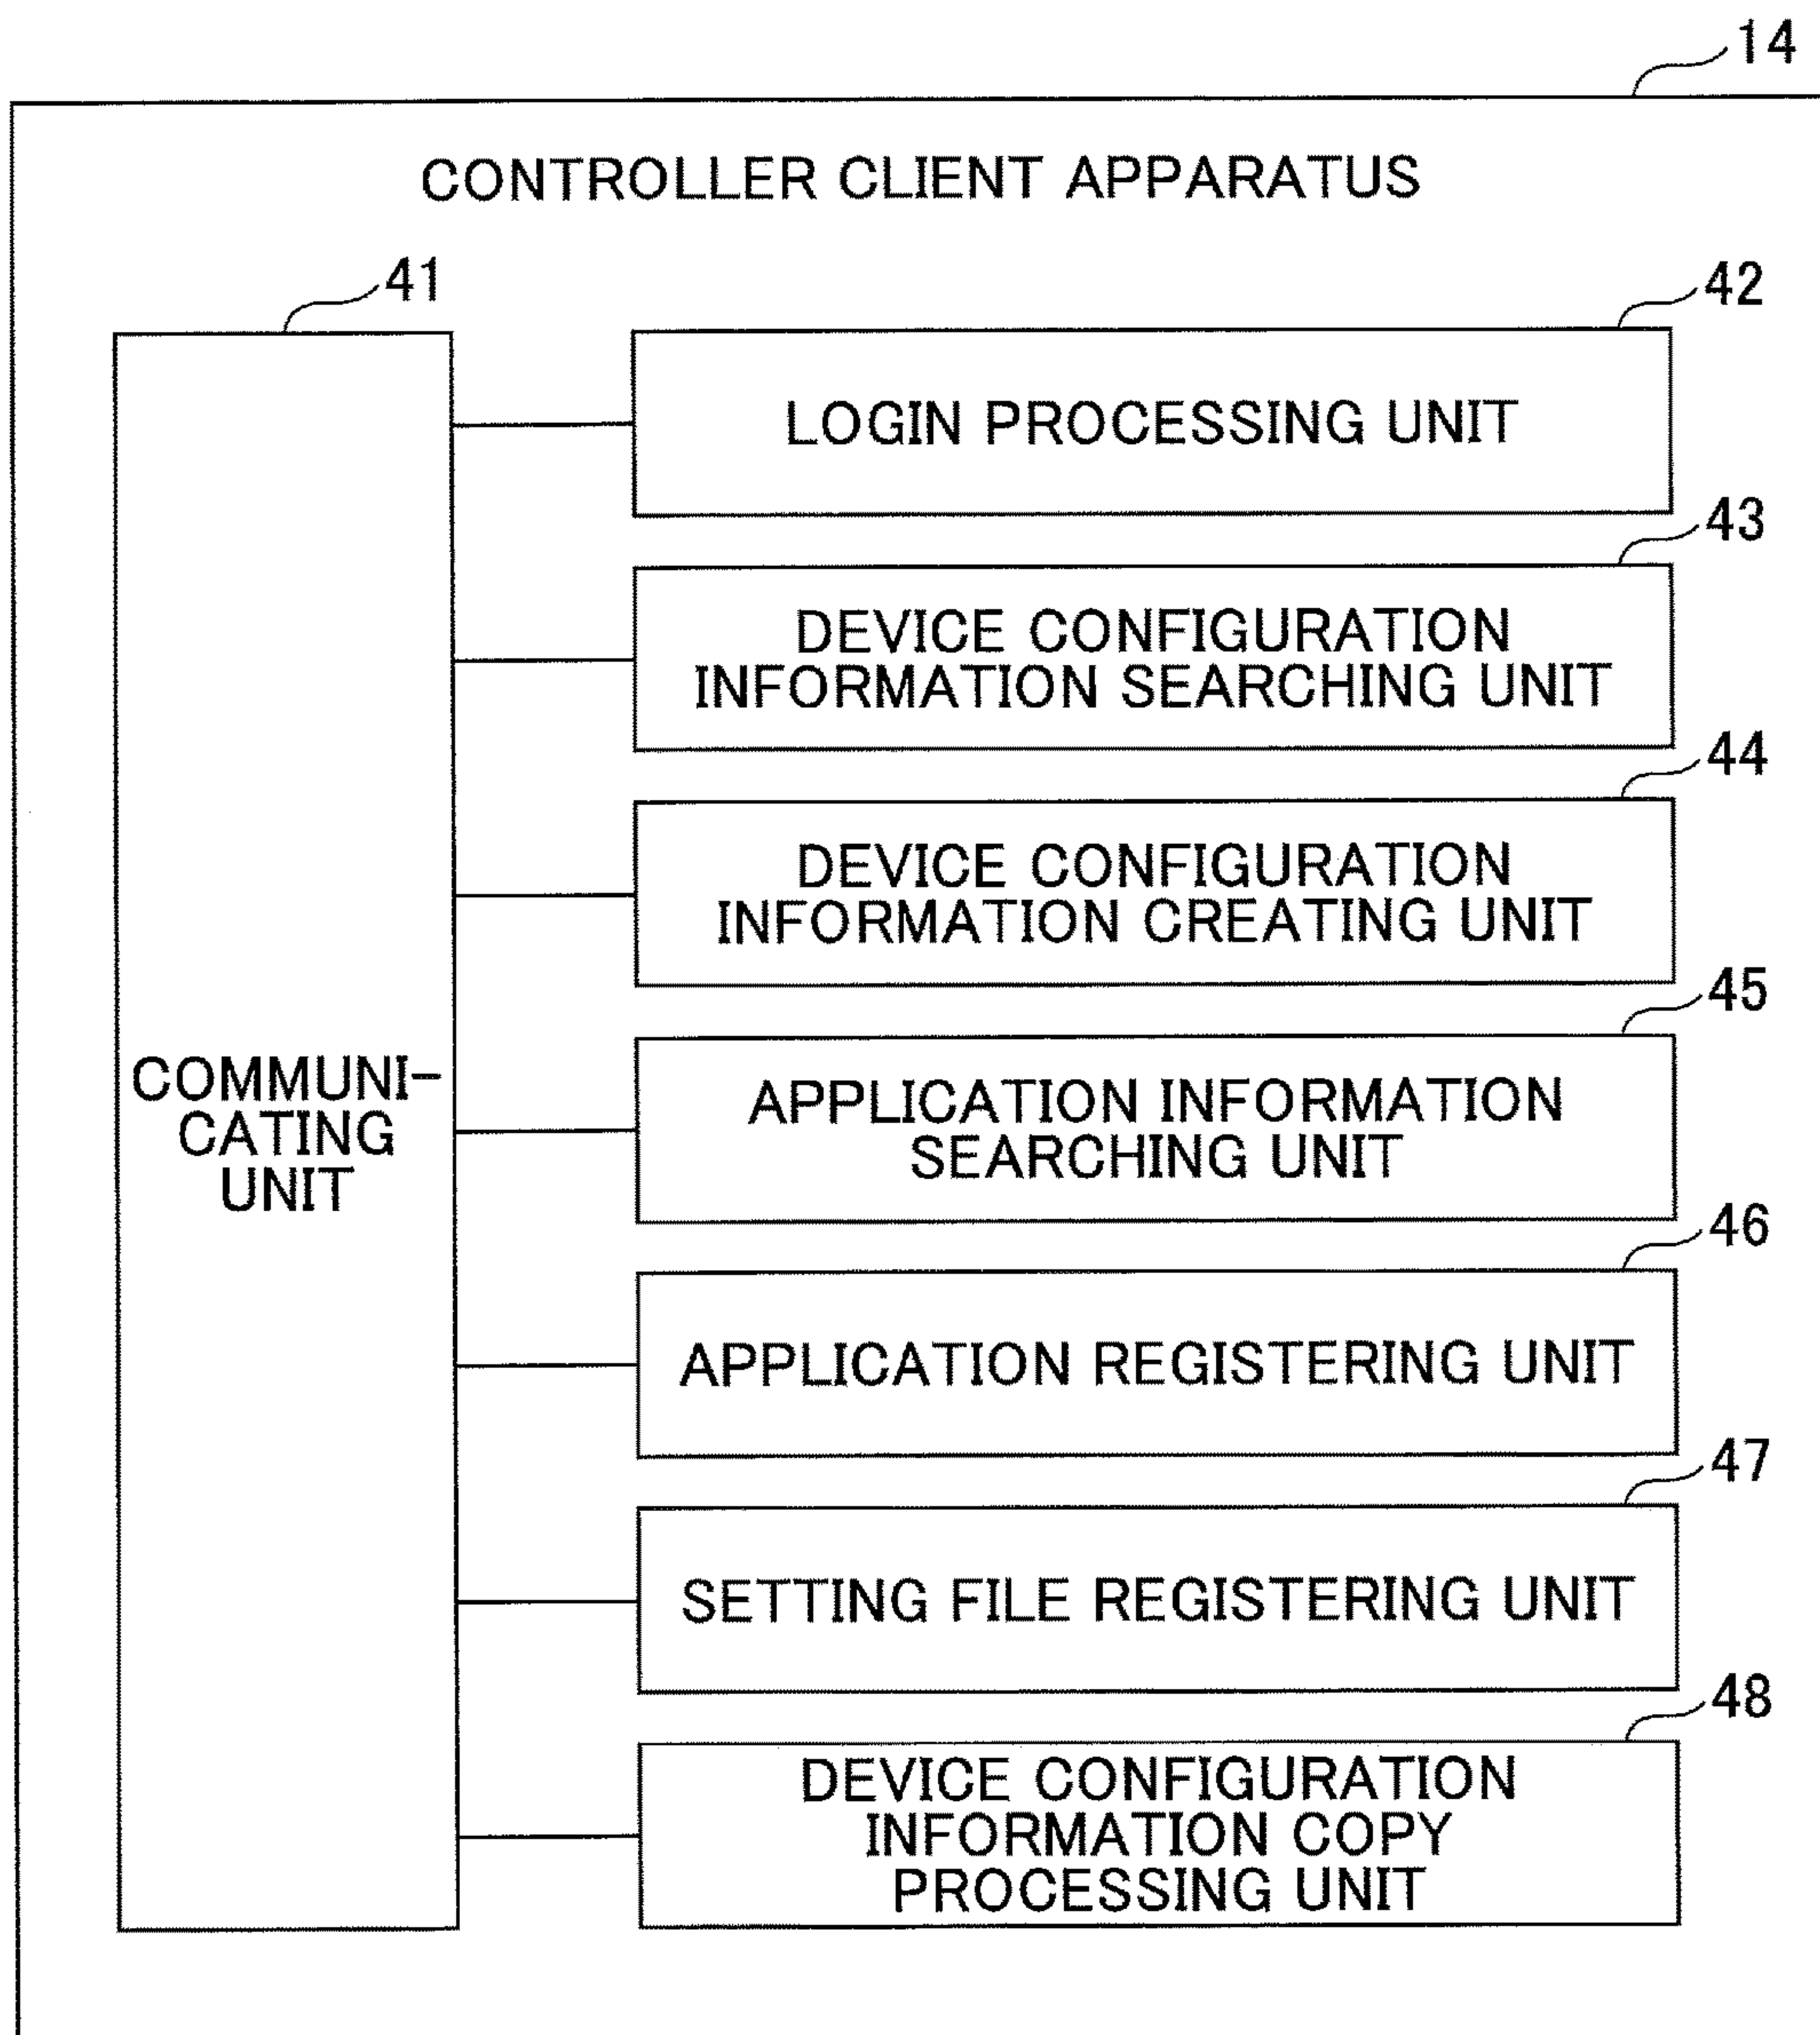 14
CONTROLLER CLIENT APPARATUS
41
COMMUNI-
CATING
UNIT
42
LOGIN PROCESSING UNIT
43
DEVICE CONFIGURATION
INFORMATION SEARCHING UNIT
44
DEVICE CONFIGURATION
INFORMATION CREATING UNIT
45
APPLICATION INFORMATION
SEARCHING UNIT
46
APPLICATION REGISTERING UNIT
47
SETTING FILE REGISTERING UNIT
48
DEVICE CONFIGURATION
INFORMATION COPY
PROCESSING UNIT